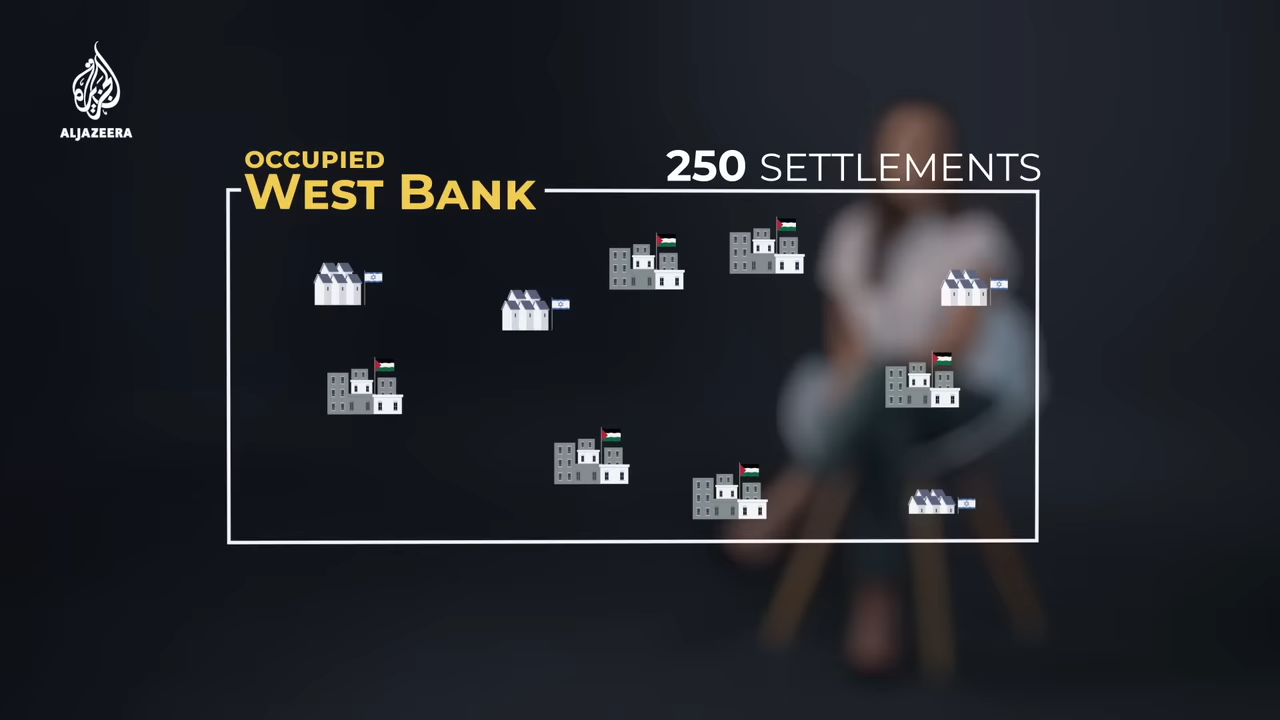 الجزيرة
ALJAZEERA
OCCUPIED
WEST BANK
250 SETTLEMENTS